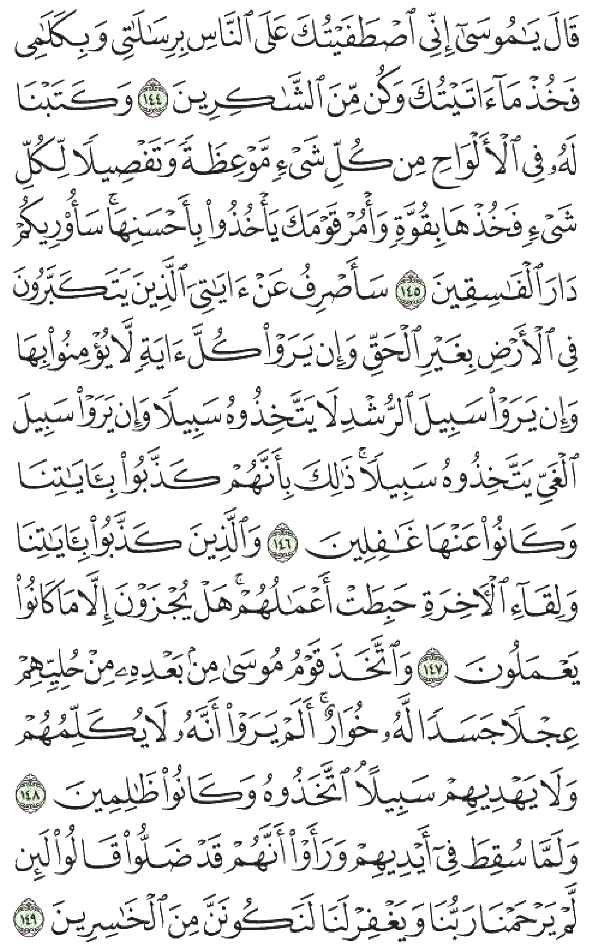 قَالَ يَٰمُوسَىٰٓ إِنِّي ٱصۡطَفَيۡتُكَ عَلَى ٱلنَّاسِ بِرِسَٰلَٰتِي وَبِكَلَٰمِي
فَخُذۡ مَآ ءَاتَيۡتُكَ وَكُن مِّنَ ٱلشَّٰكِرِينَ ١٤٤ وَكَتَبۡنَا
لَهُۥ فِي ٱلۡأَلۡوَاحِ مِن كُلِّ شَيۡءٖ مَّوۡعِظَةٗ وَتَفۡصِيلٗا لِّكُلِّ
شَيۡءٖ فَخُذۡهَا بِقُوَّةٖ وَأۡمُرۡ قَوۡمَكَ يَأۡخُذُواْ بِأَحۡسَنِهَاۚ سَأُوْرِيكُمۡ
دَارَ ٱلۡفَٰسِقِينَ ١٤٥ سَأَصۡرِفُ عَنۡ ءَايَٰتِيَ ٱلَّذِينَ يَتَكَبَّرُونَ
فِي ٱلۡأَرۡضِ بِغَيۡرِ ٱلۡحَقِّ وَإِن يَرَوۡاْ كُلَّ ءَايَةٖ لَّا يُؤۡمِنُواْ بِهَا
وَإِن يَرَوۡاْ سَبِيلَ ٱلرُّشۡدِ لَا يَتَّخِذُوهُ سَبِيلٗا وَإِن يَرَوۡاْ سَبِيلَ
ٱلۡغَيِّ يَتَّخِذُوهُ سَبِيلٗاۚ ذَٰلِكَ بِأَنَّهُمۡ كَذَّبُواْ بِـَٔايَٰتِنَا
وَكَانُواْ عَنۡهَا غَٰفِلِينَ ١٤٦ وَٱلَّذِينَ كَذَّبُواْ بِـَٔايَٰتِنَا
وَلِقَآءِ ٱلۡأٓخِرَةِ حَبِطَتۡ أَعۡمَٰلُهُمۡۚ هَلۡ يُجۡزَوۡنَ إِلَّا مَا كَانُواْ
يَعۡمَلُونَ ١٤٧ وَٱتَّخَذَ قَوۡمُ مُوسَىٰ مِنۢ بَعۡدِهِۦ مِنۡ حُلِيِّهِمۡ
عِجۡلٗا جَسَدٗا لَّهُۥ خُوَارٌۚ أَلَمۡ يَرَوۡاْ أَنَّهُۥ لَا يُكَلِّمُهُمۡ
وَلَا يَهۡدِيهِمۡ سَبِيلًاۘ ٱتَّخَذُوهُ وَكَانُواْ ظَٰلِمِينَ ١٤٨
وَلَمَّا سُقِطَ فِيٓ أَيۡدِيهِمۡ وَرَأَوۡاْ أَنَّهُمۡ قَدۡ ضَلُّواْ قَالُواْ لَئِن
لَّمۡ يَرۡحَمۡنَا رَبُّنَا وَيَغۡفِرۡ لَنَا لَنَكُونَنَّ مِنَ ٱلۡخَٰسِرِينَ ١٤٩